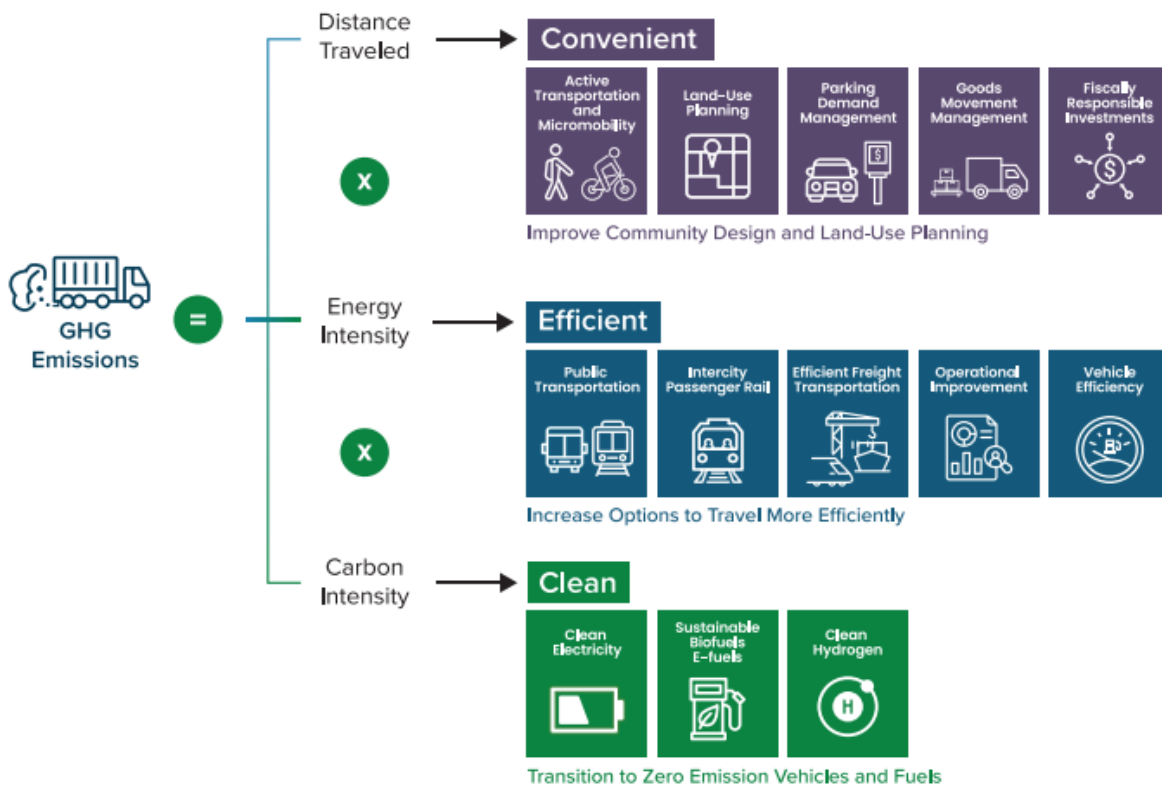 Distance
Traveled
Convenient
Active
Transportation
and
Micromobility
Land-Use
Planning
Parking
Demand
Management
$
Goods
Movement
Management
Fiscally
Responsible
Investments
$
Improve Community Design and Land-Use Planning
x
GHG
Emissions
=
Energy
Intensity
Efficient
Public
Transportation
Intercity
Passenger Rail
Efficient Freight
Transportation
Operational
Improvement
Vehicle
Efficiency
Increase Options to Travel More Efficiently
x
Carbon
Intensity
Clean
Clean
Electricity
Sustainable
Biofuels
E-fuels
Clean
Hydrogen
H
Transition to Zero Emission Vehicles and Fuels